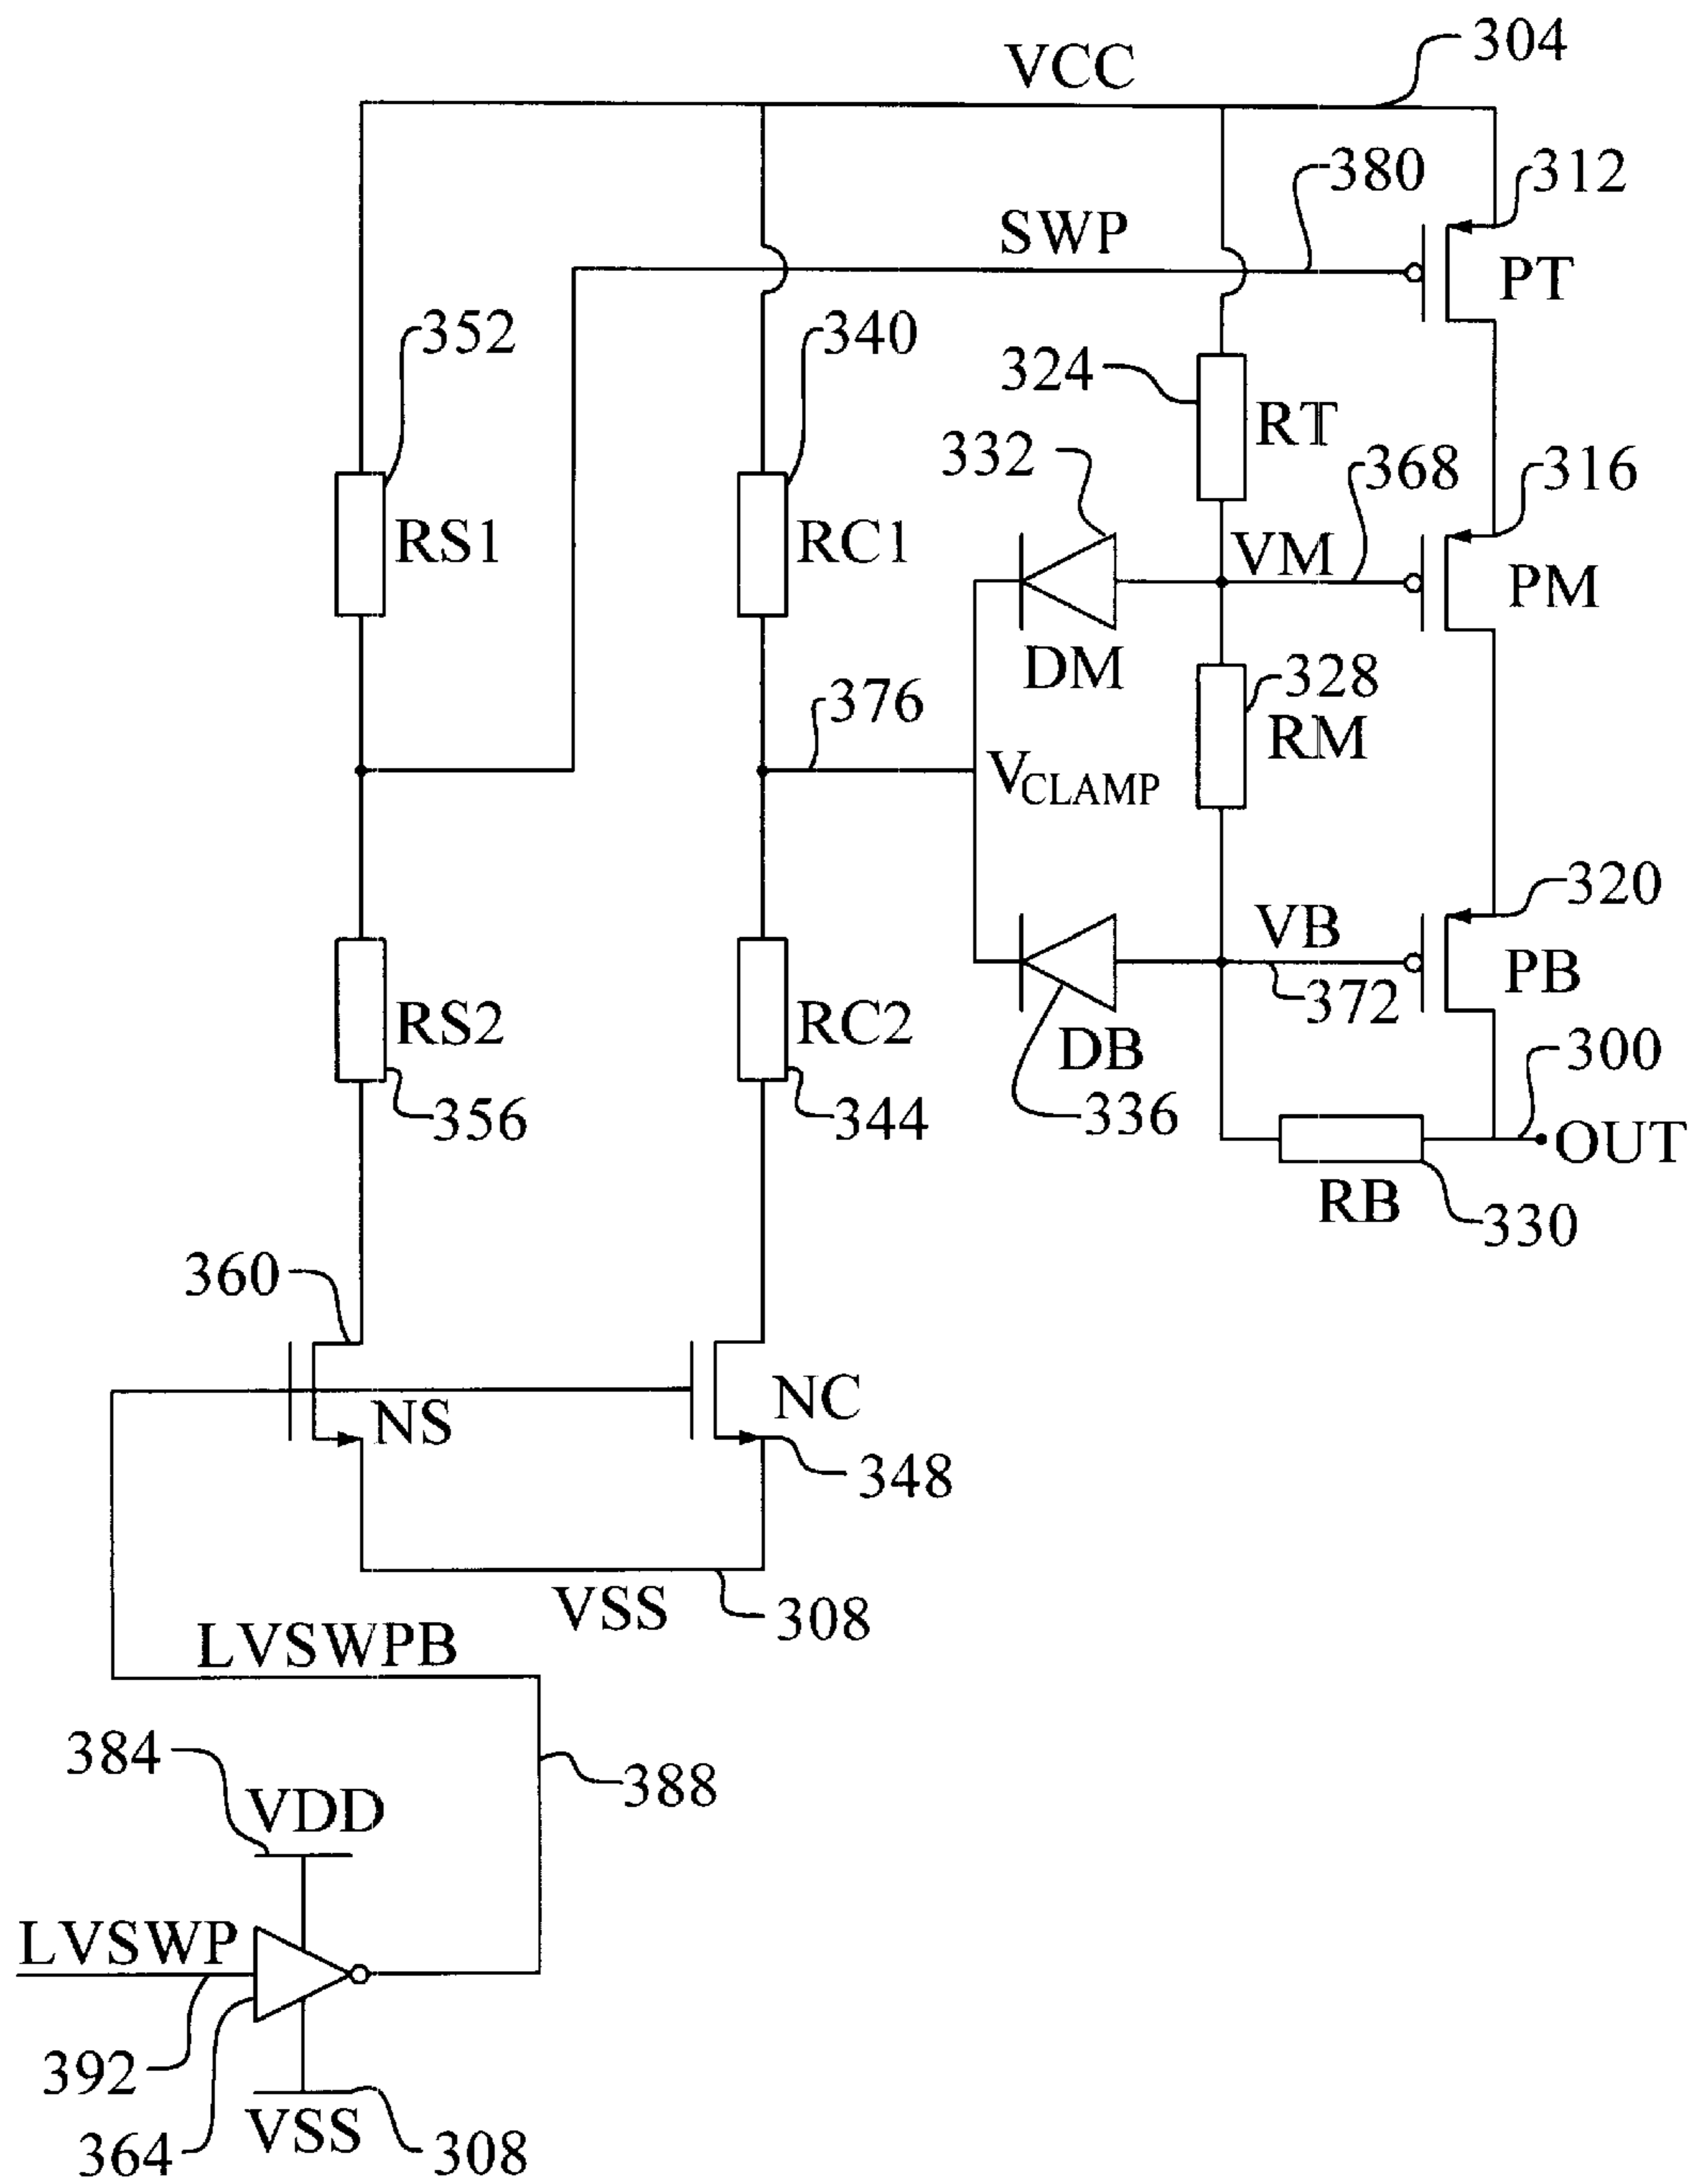 304
VCC
380
312
SWP
PT
352
340
324
RT
332
368
316
RS1
RC1
VM
PM
DM
328
376
RM
VCLAMP
320
VB
RS2
RC2
372
PB
DB
300
356
344
336
OUT
RB
330
360
NS
NC
348
VSS
308
LVSWPB
384
388
VDD
LVSWP
392
VSS
364
308